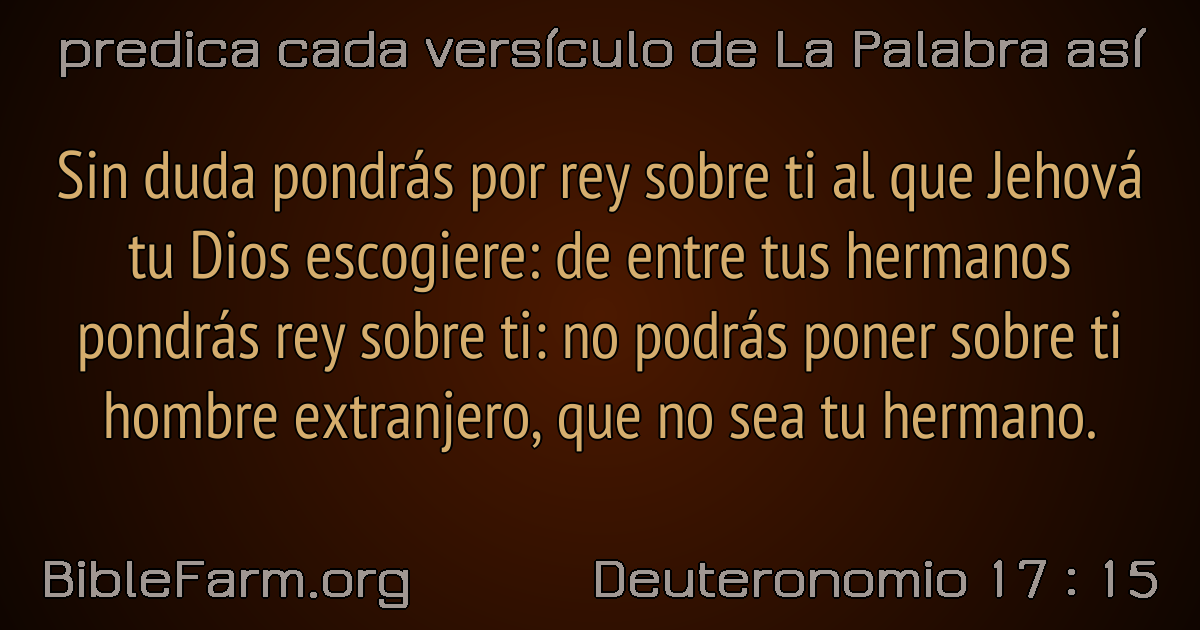 predica cada versículo de La Palabra así
Sin duda pondrás por rey sobre ti al que Jehová
tu Dios escogiere: de entre tus hermanos
pondrás rey sobre ti: no podrás poner sobre ti
hombre extranjero, que no sea tu hermano.
BibleFarm.org
Deuteronomio 17 : 15